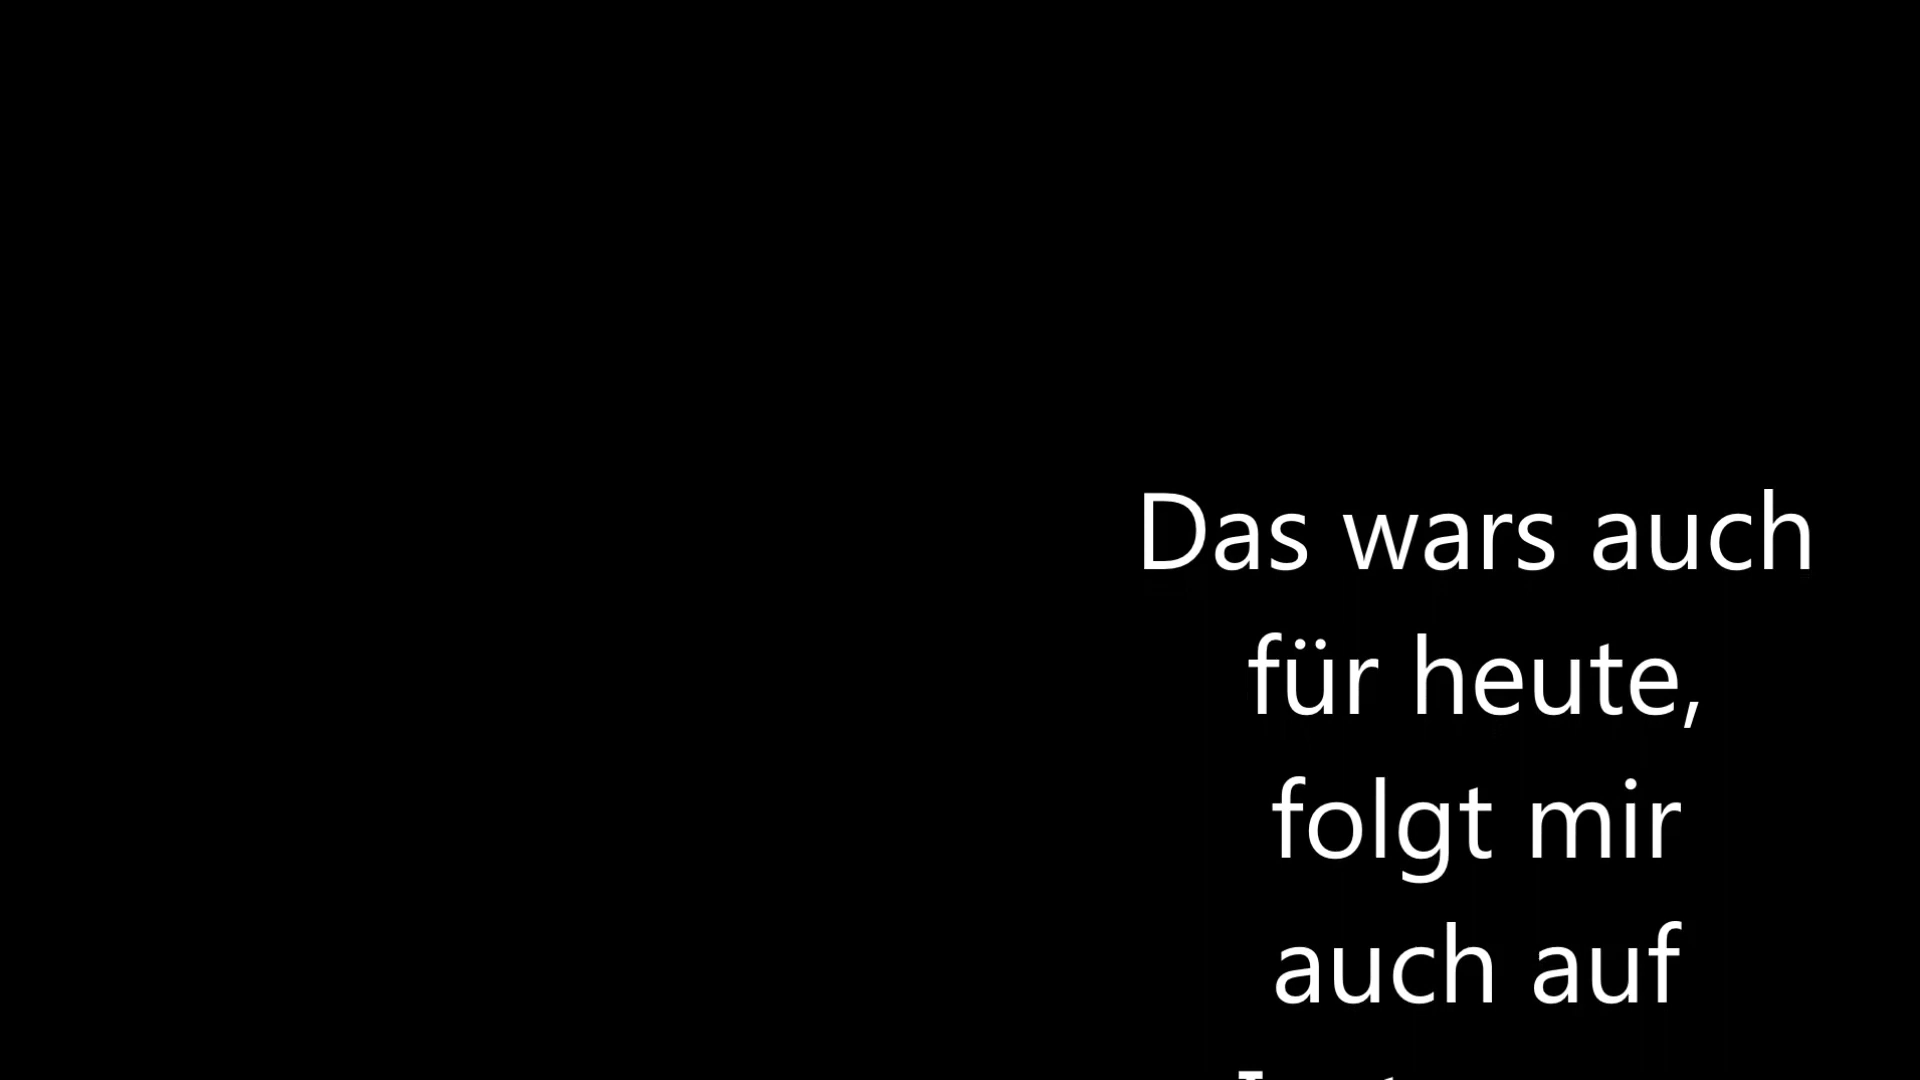 Das wars auch
für heute,
folgt mir
auch auf